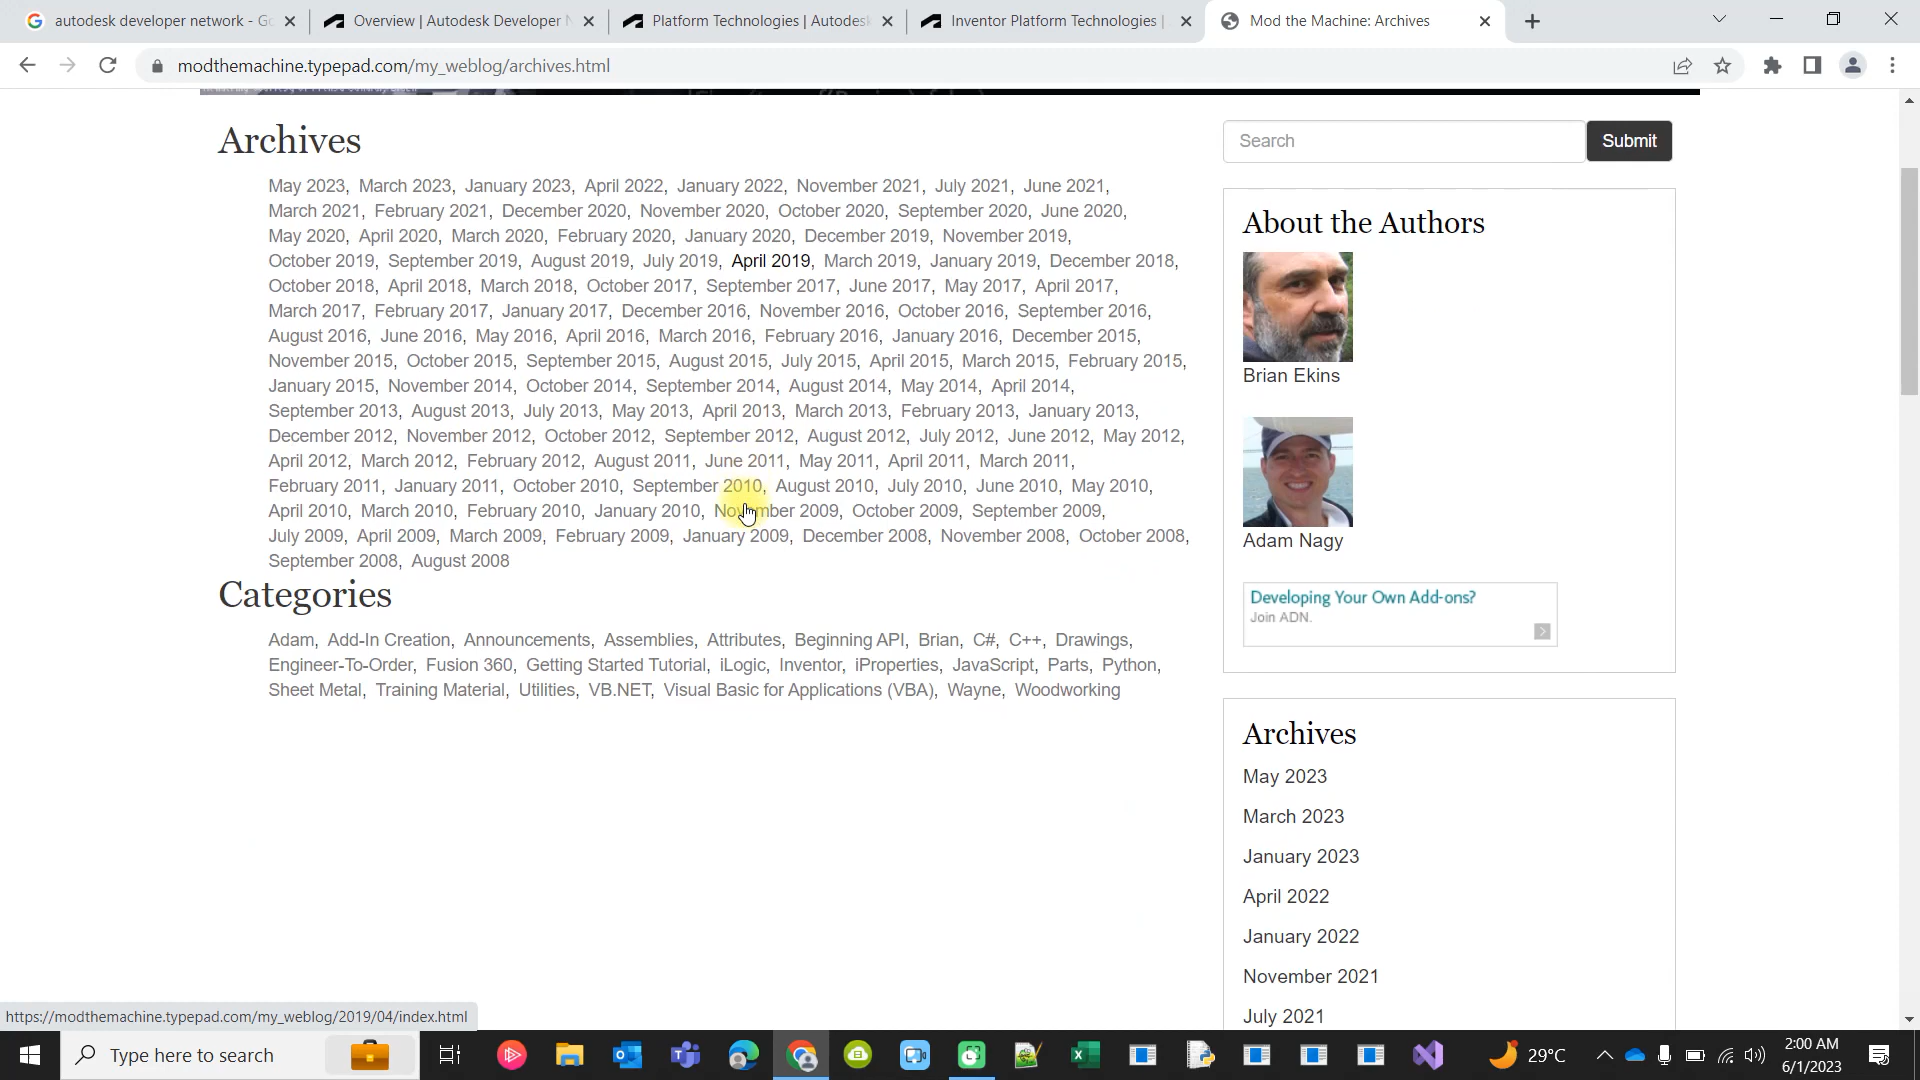 autodesk developer network - Go
Overview | Autodesk Developer N
Platform Technologies | Autodesk
Inventor Platform Technologies |
Mod the Machine: Archives
modthemachine.typepad.com/my_weblog/archives.html
Archives
May 2023, March 2023, January 2023, April 2022, January 2022, November 2021, July 2021, June 2021,
March 2021, February 2021, December 2020, November 2020, October 2020, September 2020, June 2020,
May 2020, April 2020, March 2020, February 2020, January 2020, December 2019, November 2019,
October 2019, September 2019, August 2019, July 2019, April 2019, March 2019, January 2019, December 2018,
October 2018, April 2018, March 2018, October 2017, September 2017, June 2017, May 2017, April 2017,
March 2017, February 2017, January 2017, December 2016, November 2016, October 2016, September 2016,
August 2016, June 2016, May 2016, April 2016, March 2016, February 2016, January 2016, December 2015,
November 2015, October 2015, September 2015, August 2015, July 2015, April 2015, March 2015, February 2015,
January 2015, November 2014, October 2014, September 2014, August 2014, May 2014, April 2014,
September 2013, August 2013, July 2013, May 2013, April 2013, March 2013, February 2013, January 2013,
December 2012, November 2012, October 2012, September 2012, August 2012, July 2012, June 2012, May 2012,
April 2012, March 2012, February 2012, August 2011, June 2011, May 2011, April 2011, March 2011,
February 2011, January 2011, October 2010, September 2010, August 2010, July 2010, June 2010, May 2010,
April 2010, March 2010, February 2010, January 2010, November 2009, October 2009, September 2009,
July 2009, April 2009, March 2009, February 2009, January 2009, December 2008, November 2008, October 2008,
September 2008, August 2008
Categories
Adam, Add-In Creation, Announcements, Assemblies, Attributes, Beginning API, Brian, C#, C++, Drawings,
Engineer-To-Order, Fusion 360, Getting Started Tutorial, iLogic, Inventor, iProperties, JavaScript, Parts, Python,
Sheet Metal, Training Material, Utilities, VB.NET, Visual Basic for Applications (VBA), Wayne, Woodworking
Search
Submit
About the Authors
Brian Ekins
Adam Nagy
Developing Your Own Add-ons?
Join ADN.
Archives
May 2023
March 2023
January 2023
April 2022
January 2022
November 2021
July 2021
https://modthemachine.typepad.com/my_weblog/2019/04/index.html
Type here to search
29°C
2:00 AM
6/1/2023